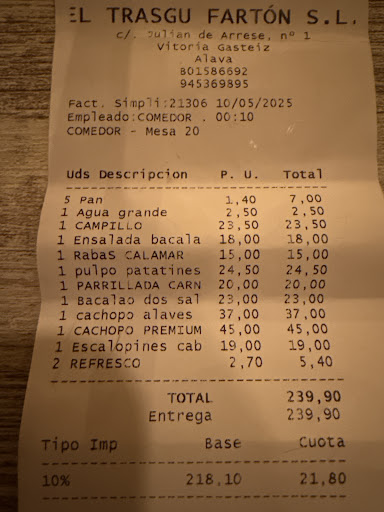 EL TRASGU FARTÓN S.L.
c/. Julian de Arrese, nº 1
Vitoria Gasteiz
Alava
B01586692
945369895
Fact. Simpli:21306 10/05/2025
Empleado:COMEDOR . 00:10
COMEDOR - Mesa 20
Uds Descripcion P. U. Total
5 Pan 1,40 7,00
1 Agua grande 2,50 2,50
1 CAMPILLO 23,50 23,50
1 Ensalada bacala 18,00 18,00
1 Rabas CALAMAR 15,00 15,00
1 pulpo patatines 24,50 24,50
1 PARRILLADA CARN 20,00 20,00
1 Bacalao dos sal 23,00 23,00
1 cachopo alaves 37,00 37,00
1 CACHOPO PREMIUM 45,00 45,00
1 Escalopines cab 19,00 19,00
2 REFRESCO 2,70 5,40
TOTAL 239,90
Entrega 239,90
Tipo Imp Base Cuota
10% 218,10 21,80